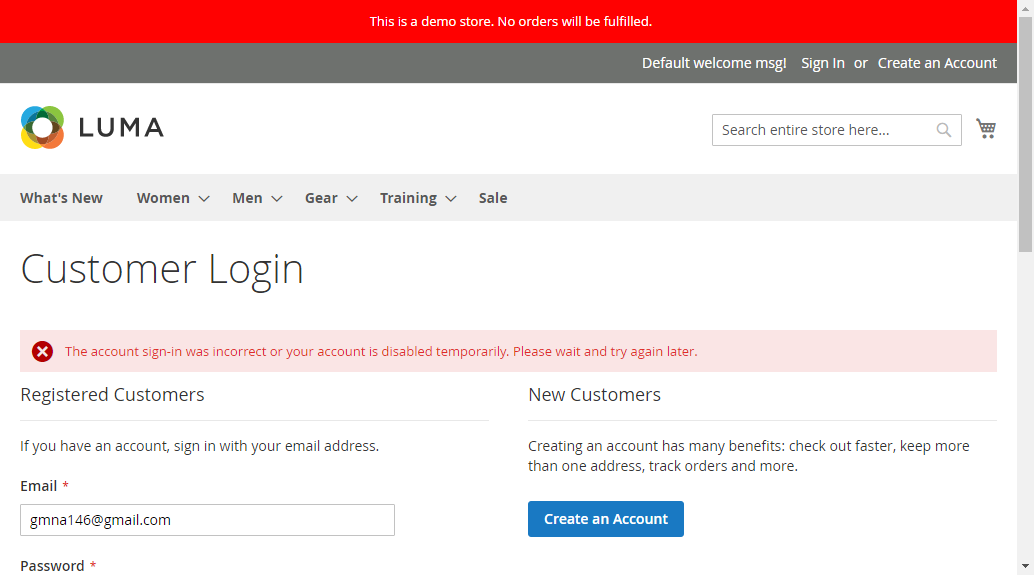 This is a demo store. No orders will be fulfilled.
Default welcome msg! Sign In or Create an Account
LUMA
Search entire store here...
What's New Women Men Gear Training Sale
Customer Login
The account sign-in was incorrect or your account is disabled temporarily. Please wait and try again later.
Registered Customers
If you have an account, sign in with your email address.
Email *
gmna146@gmail.com
Password *
New Customers
Creating an account has many benefits: check out faster, keep more
than one address, track orders and more.
Create an Account